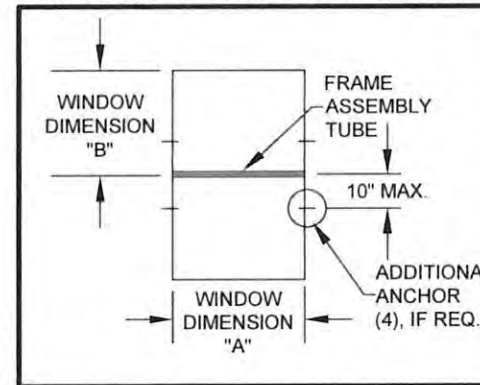 WINDOW
DIMENSION
"B"
FRAME
ASSEMBLY
TUBE
10" MAX.
ADDITIONA
ANCHOR
(4), IF REQ.
WINDOW
DIMENSION
"A"